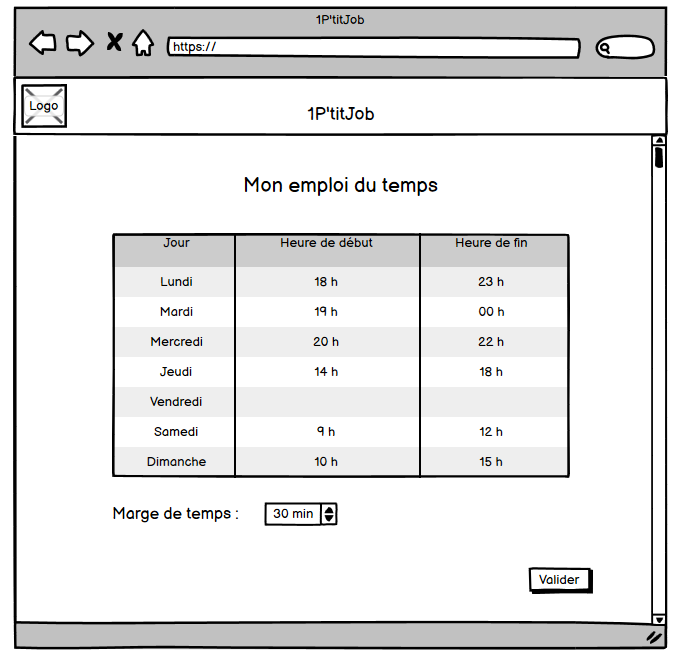 1P'titJob
https://
Logo
1P'titJob
Mon emploi du temps
Jour Heure de début Heure de fin
Lundi 18 h 23 h
Mardi 19 h 00 h
Mercredi 20 h 22 h
Jeudi 14 h 18 h
Vendredi
Samedi 9 h 12 h
Dimanche 10 h 15 h
Marge de temps : 30 min
Valider